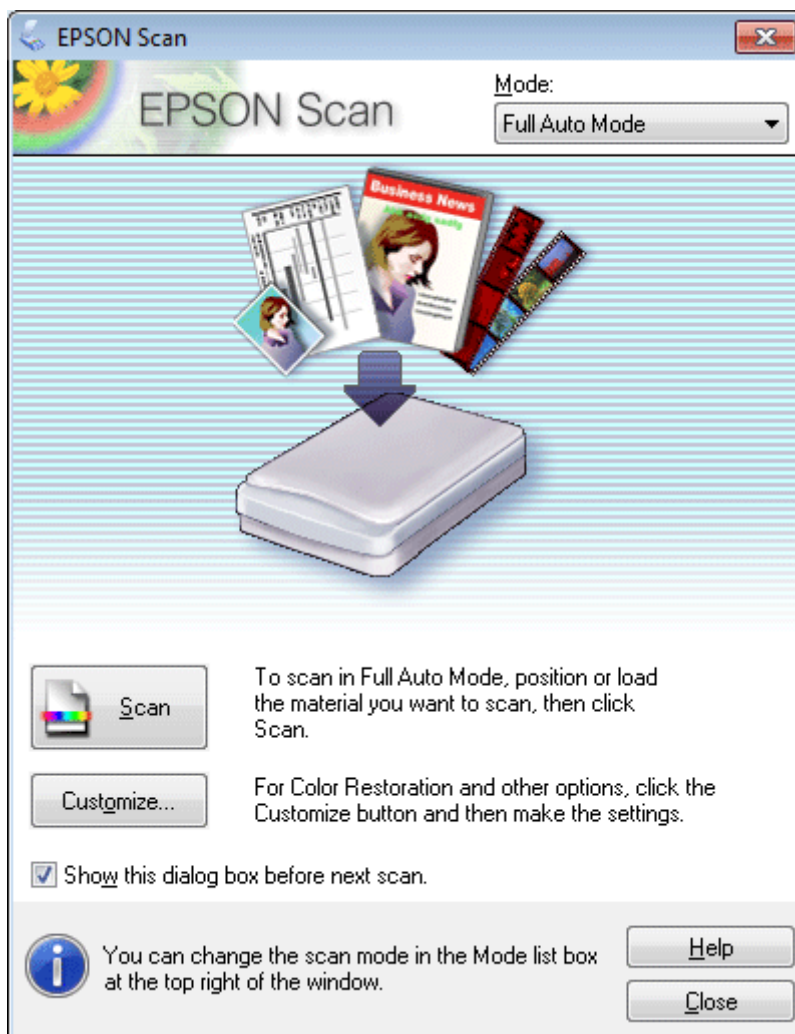 EPSON Scan
EPSON Scan
Mode:
Full Auto Mode
Business News
Scan
To scan in Full Auto Mode, position or load
the material you want to scan, then click
Scan.
Customize...
For Color Restoration and other options, click the
Customize button and then make the settings.
Show this dialog box before next scan.
You can change the scan mode in the Mode list box
at the top right of the window.
Help
Close